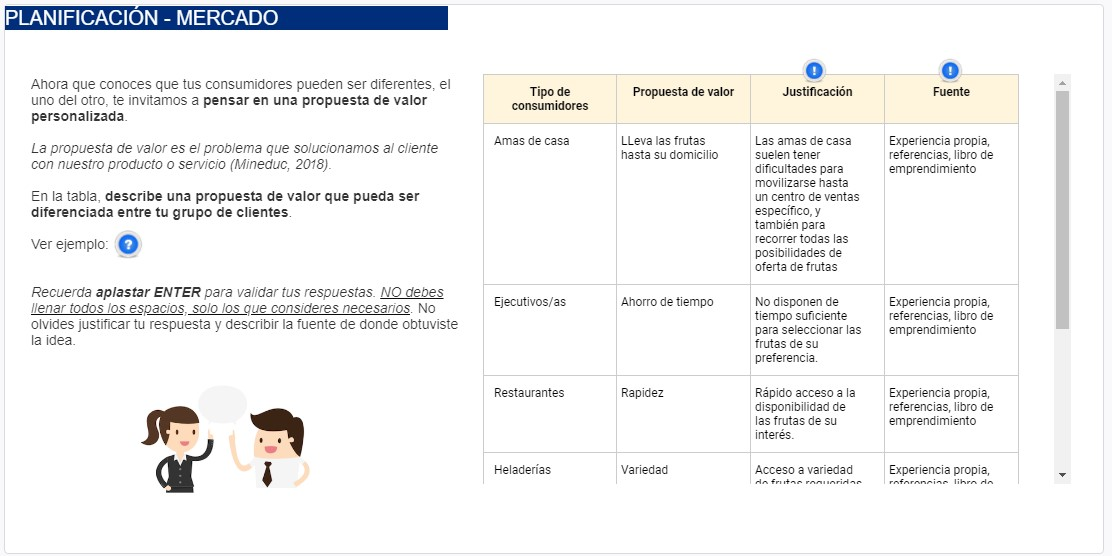 PLANIFICACIÓN - MERCADO
Ahora que conoces que tus consumidores pueden ser diferentes, el
uno del otro, te invitamos a pensar en una propuesta de valor
personalizada.
La propuesta de valor es el problema que solucionamos al cliente
con nuestro producto o servicio (Mineduc, 2018).
En la tabla, describe una propuesta de valor que pueda ser
diferenciada entre tu grupo de clientes.
Ver ejemplo: ?
Recuerda aplastar ENTER para validar tus respuestas. NO debes
llenar todos los espacios, solo los que consideres necesarios. No
olvides justificar tu respuesta y describir la fuente de donde obtuviste
la idea.
! !
Tipo de
consumidores
Propuesta de valor
Justificación
Fuente
Amas de casa
LLeva las frutas
hasta su domicilio
Las amas de casa
suelen tener
dificultades para
movilizarse hasta
un centro de ventas
específico, y
también para
recorrer todas las
posibilidades de
oferta de frutas
Experiencia propia,
referencias, libro de
emprendimiento
Ejecutivos/as
Ahorro de tiempo
No disponen de
tiempo suficiente
para seleccionar las
frutas de su
preferencia.
Experiencia propia,
referencias, libro de
emprendimiento
Restaurantes
Rapidez
Rápido acceso a la
disponibilidad de
las frutas de su
interés.
Experiencia propia,
referencias, libro de
emprendimiento
Heladerías
Variedad
Acceso a variedad
de frutas requeridas
Experiencia propia,
referencias, libro de